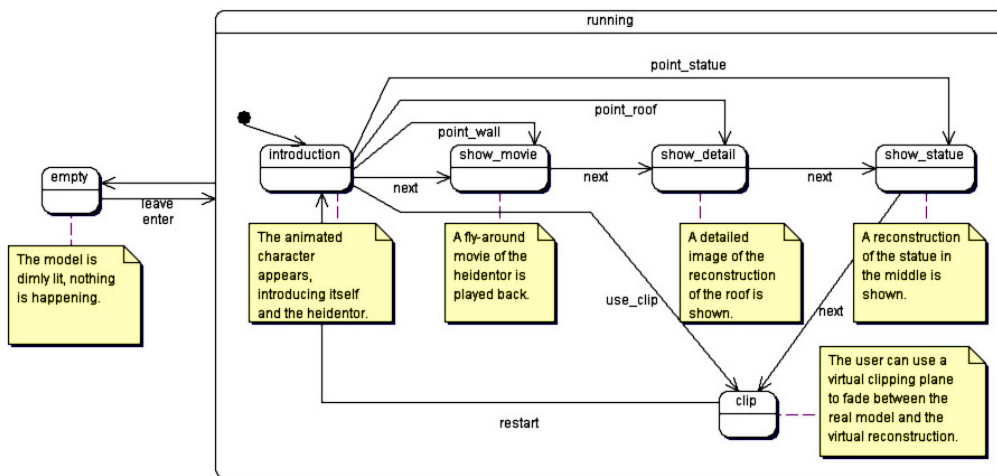 running
point_statue
point_roof
point_wall
introduction
show_movie
show_detail
show_statue
empty
next
next
next
leave
enter
The model is
dimly lit, nothing
is happening.
The animated
character
appears,
introducing itself
and the heidentor.
A fly-around
movie of the
heidentor is
played back.
A detailed
image of the
reconstruction
of the roof is
shown.
A reconstruction
of the statue in
the middle is
shown.
use_clip
next
clip
The user can use a
virtual clipping plane
to fade between the
real model and the
virtual reconstruction.
restart